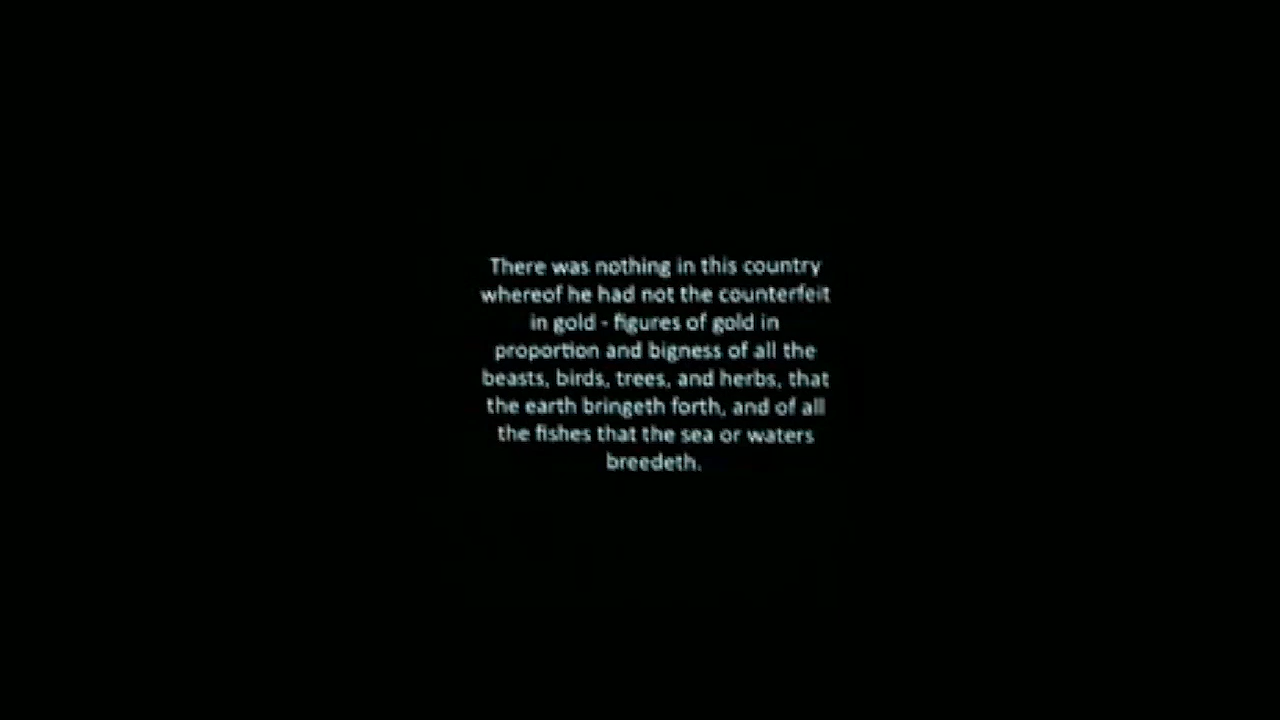 There was nothing in this country
whereof he had not the counterfeit
in gold - figures of gold in
proportion and bigness of all the
beasts, birds, trees, and herbs, that
the earth bringeth forth, and of all
the fishes that the sea or waters
breedeth.